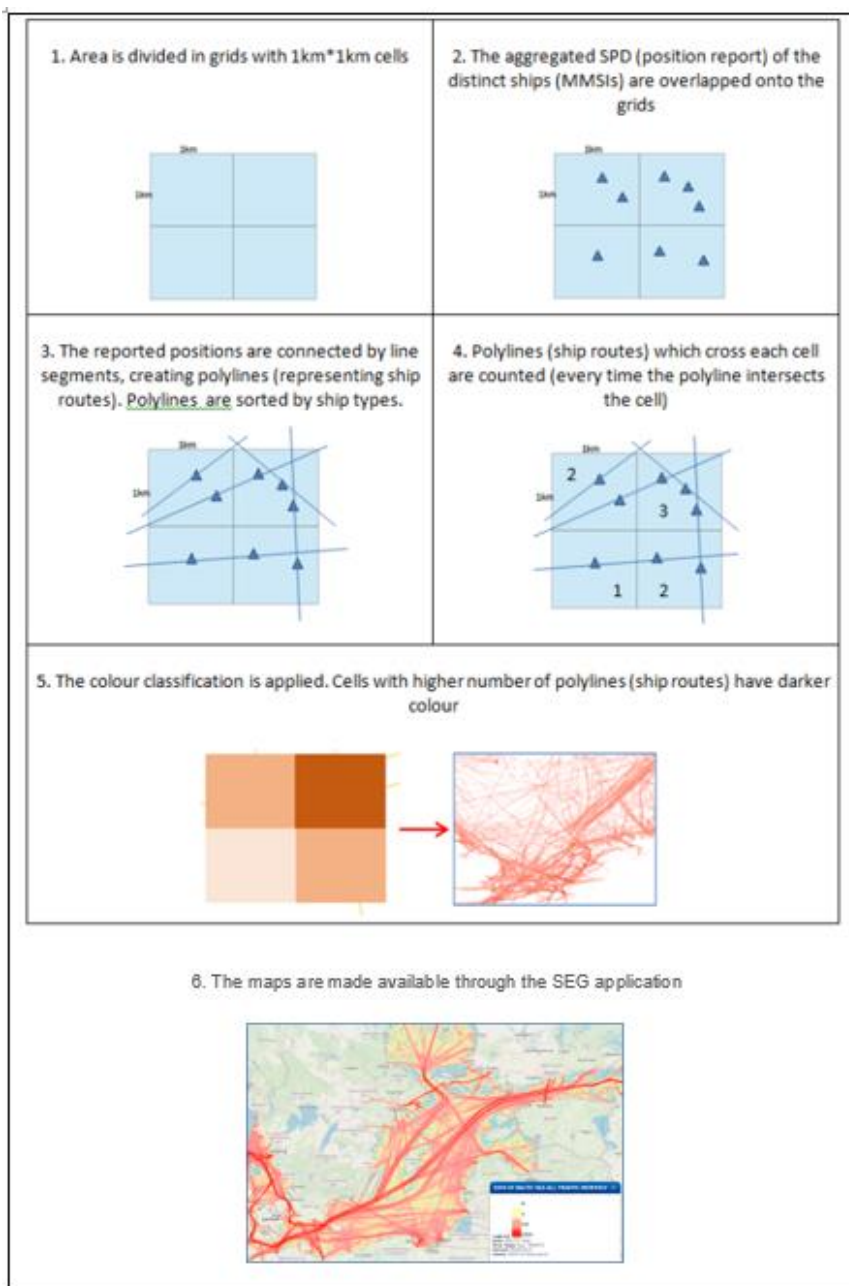 1. Area is divided in grids with 1km*1km cells
1km
1km
2. The aggregated SPD (position report) of the
distinct ships (MMSIs) are overlapped onto the
grids
1km
1km
3. The reported positions are connected by line
segments, creating polylines (representing ship
routes). Polylines are sorted by ship types.
1km
1km
4. Polylines (ship routes) which cross each cell
are counted (every time the polyline intersects
the cell)
1km
1km
2
3
1
2
5. The colour classification is applied. Cells with higher number of polylines (ship routes) have darker
colour
6. The maps are made available through the SEG application